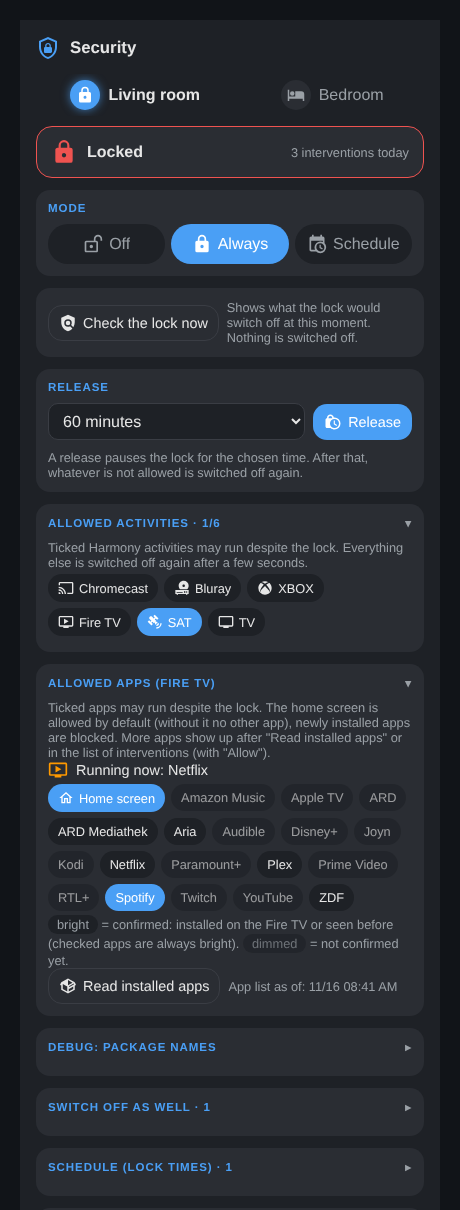 Security
Living room Bedroom
Locked 3 interventions today
MODE
Off Always Schedule
Check the lock now
Shows what the lock would
switch off at this moment.
Nothing is switched off.
RELEASE
60 minutes Release
A release pauses the lock for the chosen time. After that,
whatever is not allowed is switched off again.
ALLOWED ACTIVITIES · 1/6 ▾
Ticked Harmony activities may run despite the lock. Everything
else is switched off again after a few seconds.
Chromecast Bluray XBOX
Fire TV SAT TV
ALLOWED APPS (FIRE TV) ▾
Ticked apps may run despite the lock. The home screen is
allowed by default (without it no other app), newly installed apps
are blocked. More apps show up after "Read installed apps" or
in the list of interventions (with "Allow").
Running now: Netflix
Home screen Amazon Music Apple TV ARD
ARD Mediathek Aria Audible Disney+ Joyn
Kodi Netflix Paramount+ Plex Prime Video
RTL+ Spotify Twitch YouTube ZDF
bright = confirmed: installed on the Fire TV or seen before
(checked apps are always bright). dimmed = not confirmed
yet.
Read installed apps App list as of: 11/16 08:41 AM
DEBUG: PACKAGE NAMES ▸
SWITCH OFF AS WELL · 1 ▸
SCHEDULE (LOCK TIMES) · 1 ▸